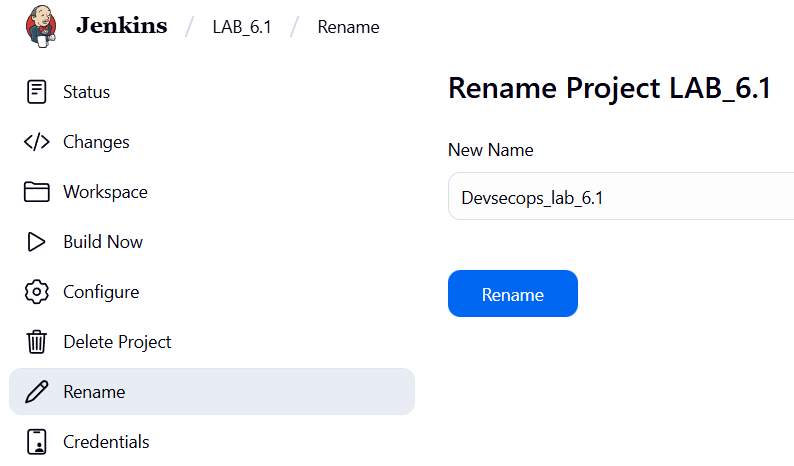 Jenkins / LAB_6.1 / Rename
Status
Changes
Workspace
Build Now
Configure
Delete Project
Rename
Credentials
Rename Project LAB_6.1
New Name
Devsecops_lab_6.1
Rename